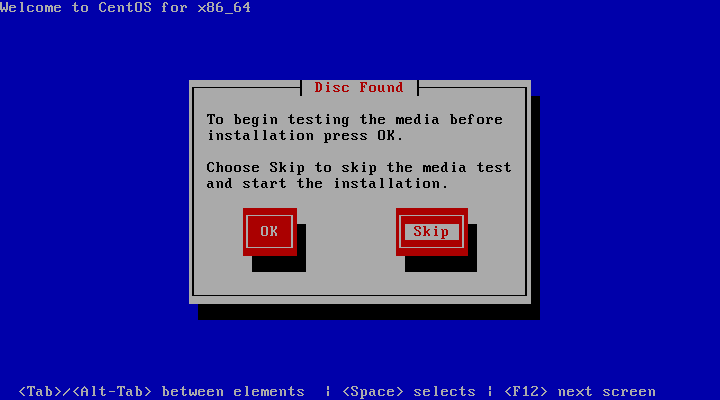 Welcome to CentOS for x86_64
Disc Found
To begin testing the media before
installation press OK.
Choose Skip to skip the media test
and start the installation.
OK Skip
<Tab>/<Alt-Tab> between elements | <Space> selects | <F12> next screen